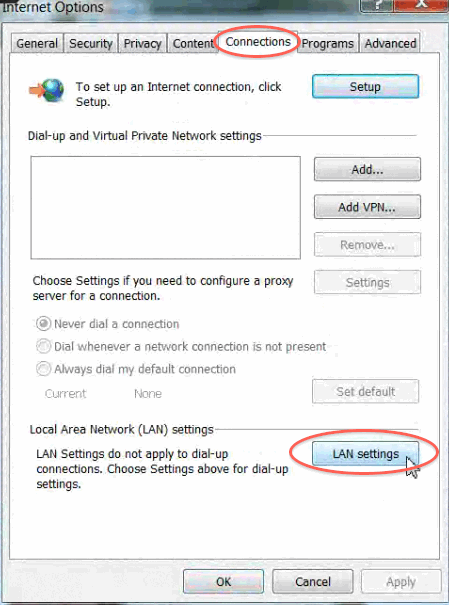 Internet Options
General Security Privacy Content Connections Programs Advanced
To set up an Internet connection, click
Setup.
Setup
Dial-up and Virtual Private Network settings
Add...
Add VPN...
Remove...
Choose Settings if you need to configure a proxy
server for a connection.
Settings
Never dial a connection
Dial whenever a network connection is not present
Always dial my default connection
Current None
Set default
Local Area Network (LAN) settings
LAN Settings do not apply to dial-up
connections. Choose Settings above for dial-up
settings.
LAN settings
OK Cancel Apply